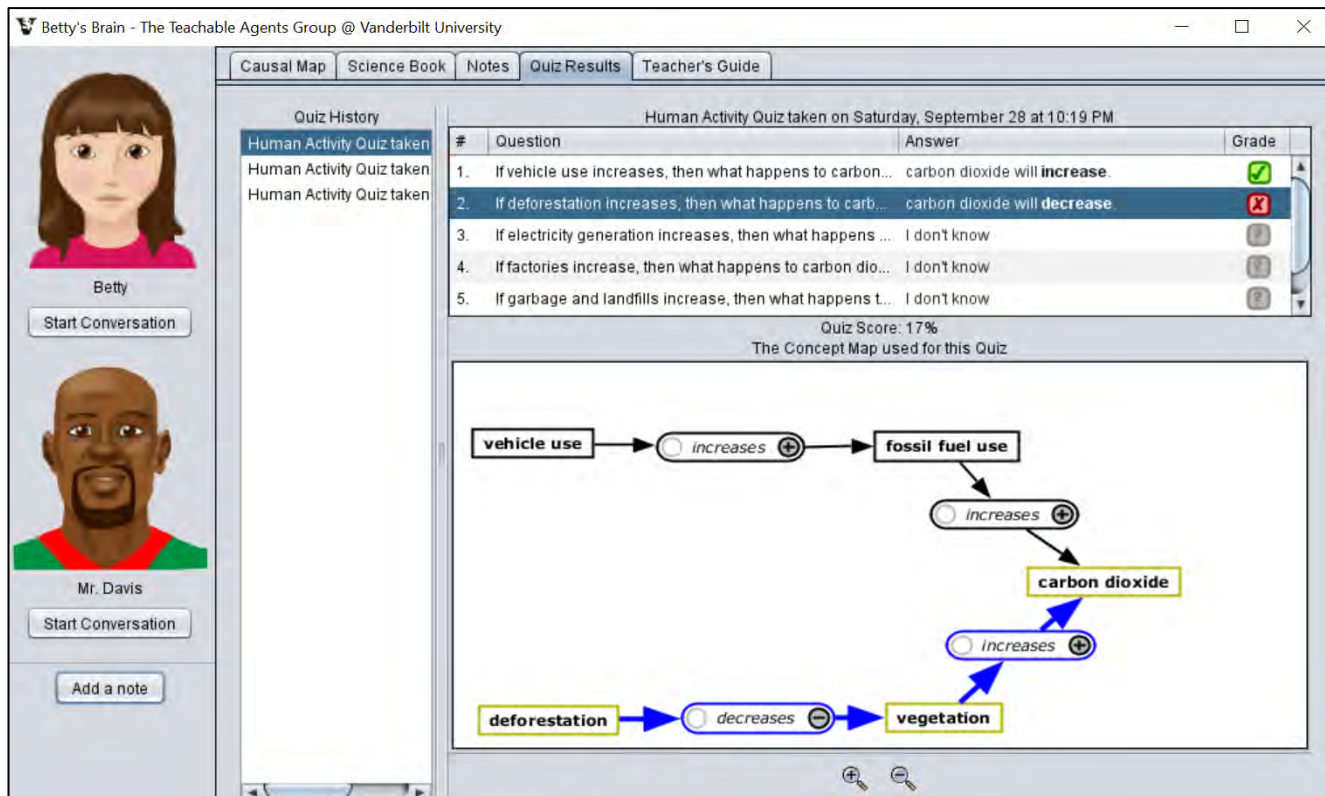 Betty's Brain - The Teachable Agents Group @ Vanderbilt University
Causal Map Science Book Notes Quiz Results Teacher's Guide
Betty
Start Conversation
Mr. Davis
Start Conversation
Add a note
Quiz History
Human Activity Quiz taken
Human Activity Quiz taken
Human Activity Quiz taken
Human Activity Quiz taken on Saturday, September 28 at 10:19 PM
# Question Answer Grade
1. If vehicle use increases, then what happens to carbon... carbon dioxide will increase.
2. If deforestation increases, then what happens to carb... carbon dioxide will decrease.
3. If electricity generation increases, then what happens ... I don't know ?
4. If factories increase, then what happens to carbon dio... I don't know ?
5. If garbage and landfills increase, then what happens t... I don't know ?
Quiz Score: 17%
The Concept Map used for this Quiz
vehicle use increases fossil fuel use
increases
carbon dioxide
increases
deforestation decreases vegetation